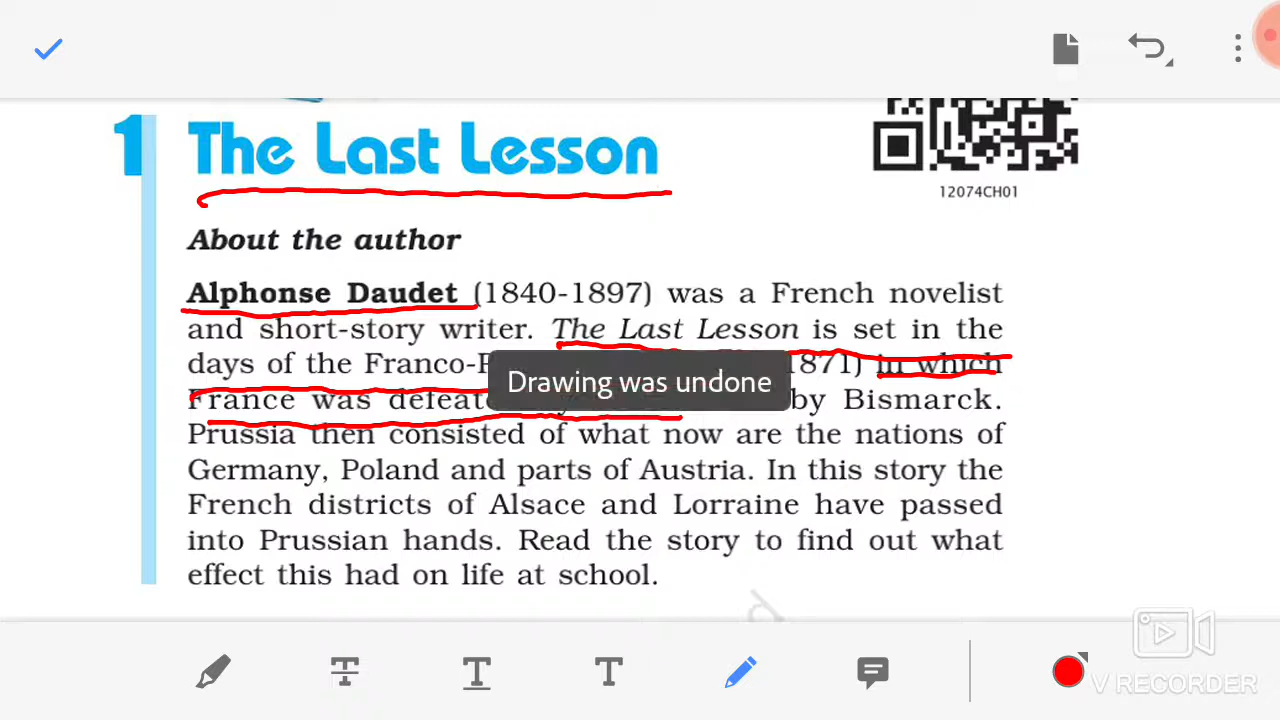 1 The Last Lesson
12074CH01
About the author
Alphonse Daudet (1840-1897) was a French novelist
and short-story writer. The Last Lesson is set in the
days of the Franco-P 1871) in which
Drawing was undone
France was defeate by Bismarck.
Prussia then consisted of what now are the nations of
Germany, Poland and parts of Austria. In this story the
French districts of Alsace and Lorraine have passed
into Prussian hands. Read the story to find out what
effect this had on life at school.
d
T T T
V RECORDER